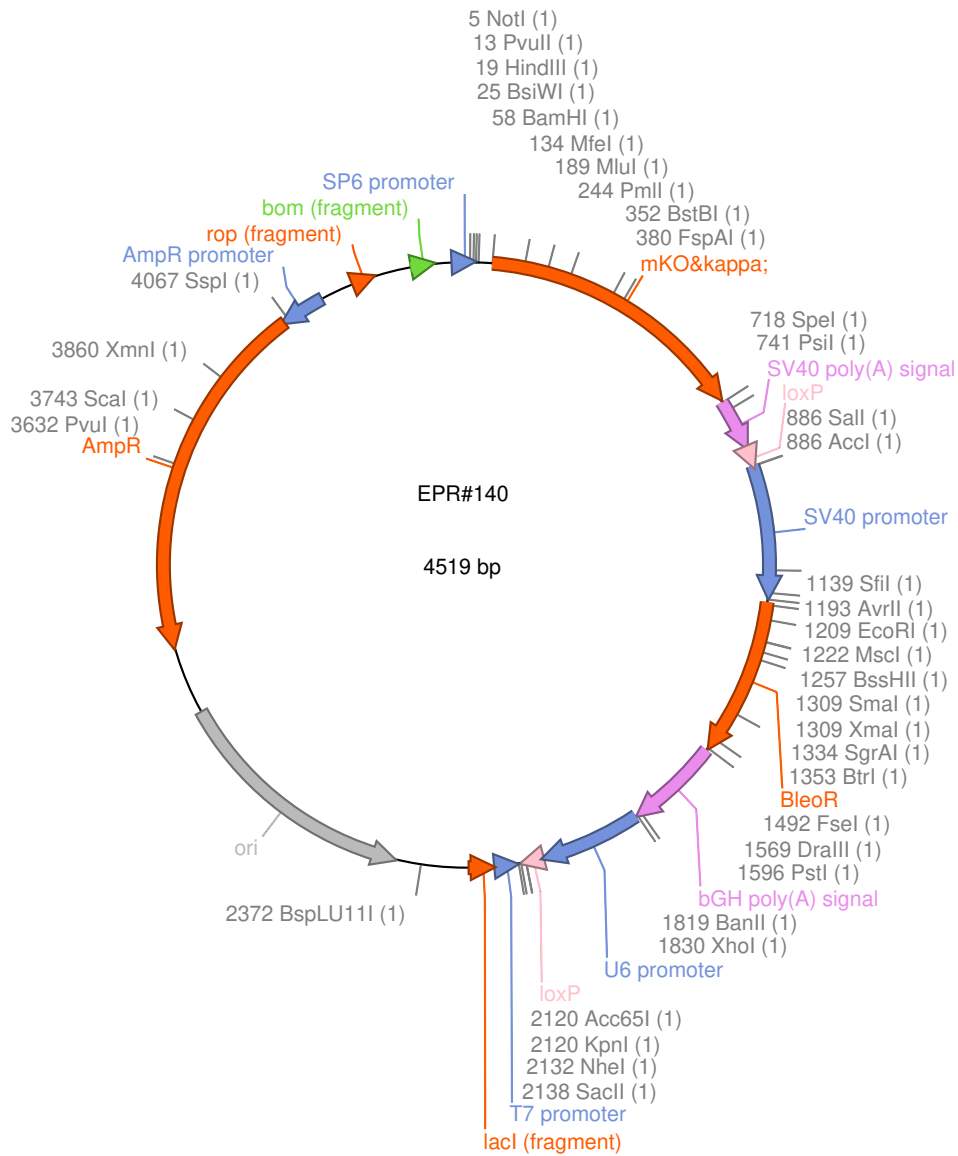 5 NotI (1)
13 PvuII (1)
19 HindIII (1)
25 BsiWI (1)
58 BamHI (1)
134 MfeI (1)
189 MluI (1)
244 PmlI (1)
352 BstBI (1)
380 FspAI (1)
mKO&kappa;
718 SpeI (1)
741 PsiI (1)
SV40 poly(A) signal
loxP
886 SalI (1)
886 AccI (1)
SV40 promoter
1139 SfiI (1)
1193 AvrII (1)
1209 EcoRI (1)
1222 MscI (1)
1257 BssHII (1)
1309 SmaI (1)
1309 XmaI (1)
1334 SgrAI (1)
1353 BtrI (1)
BleoR
1492 FseI (1)
1569 DraIII (1)
1596 PstI (1)
bGH poly(A) signal
1819 BanII (1)
1830 XhoI (1)
U6 promoter
loxP
2120 Acc65I (1)
2120 KpnI (1)
2132 NheI (1)
2138 SacII (1)
T7 promoter
lacI (fragment)
2372 BspLU11I (1)
ori
AmpR
3632 PvuI (1)
3743 ScaI (1)
3860 XmnI (1)
4067 SspI (1)
AmpR promoter
rop (fragment)
bom (fragment)
SP6 promoter
EPR#140
4519 bp